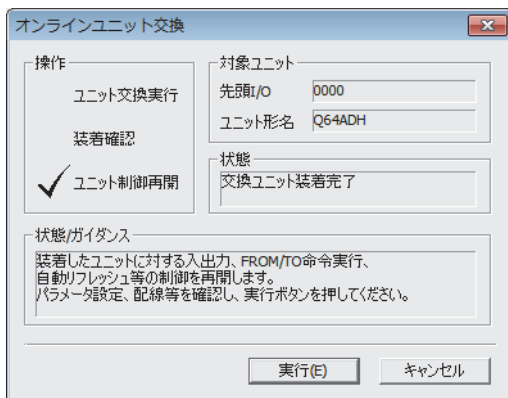 オンラインユニット交換
操作
ユニット交換実行
装着確認
ユニット制御再開
対象ユニット
先頭I/O 0000
ユニット形名 Q64ADH
状態
交換ユニット装着完了
状態/ガイダンス
装着したユニットに対する入出力、FROM/TO命令実行、
自動リフレッシュ等の制御を再開します。
パラメータ設定、配線等を確認し、実行ボタンを押してください。
実行(E) キャンセル